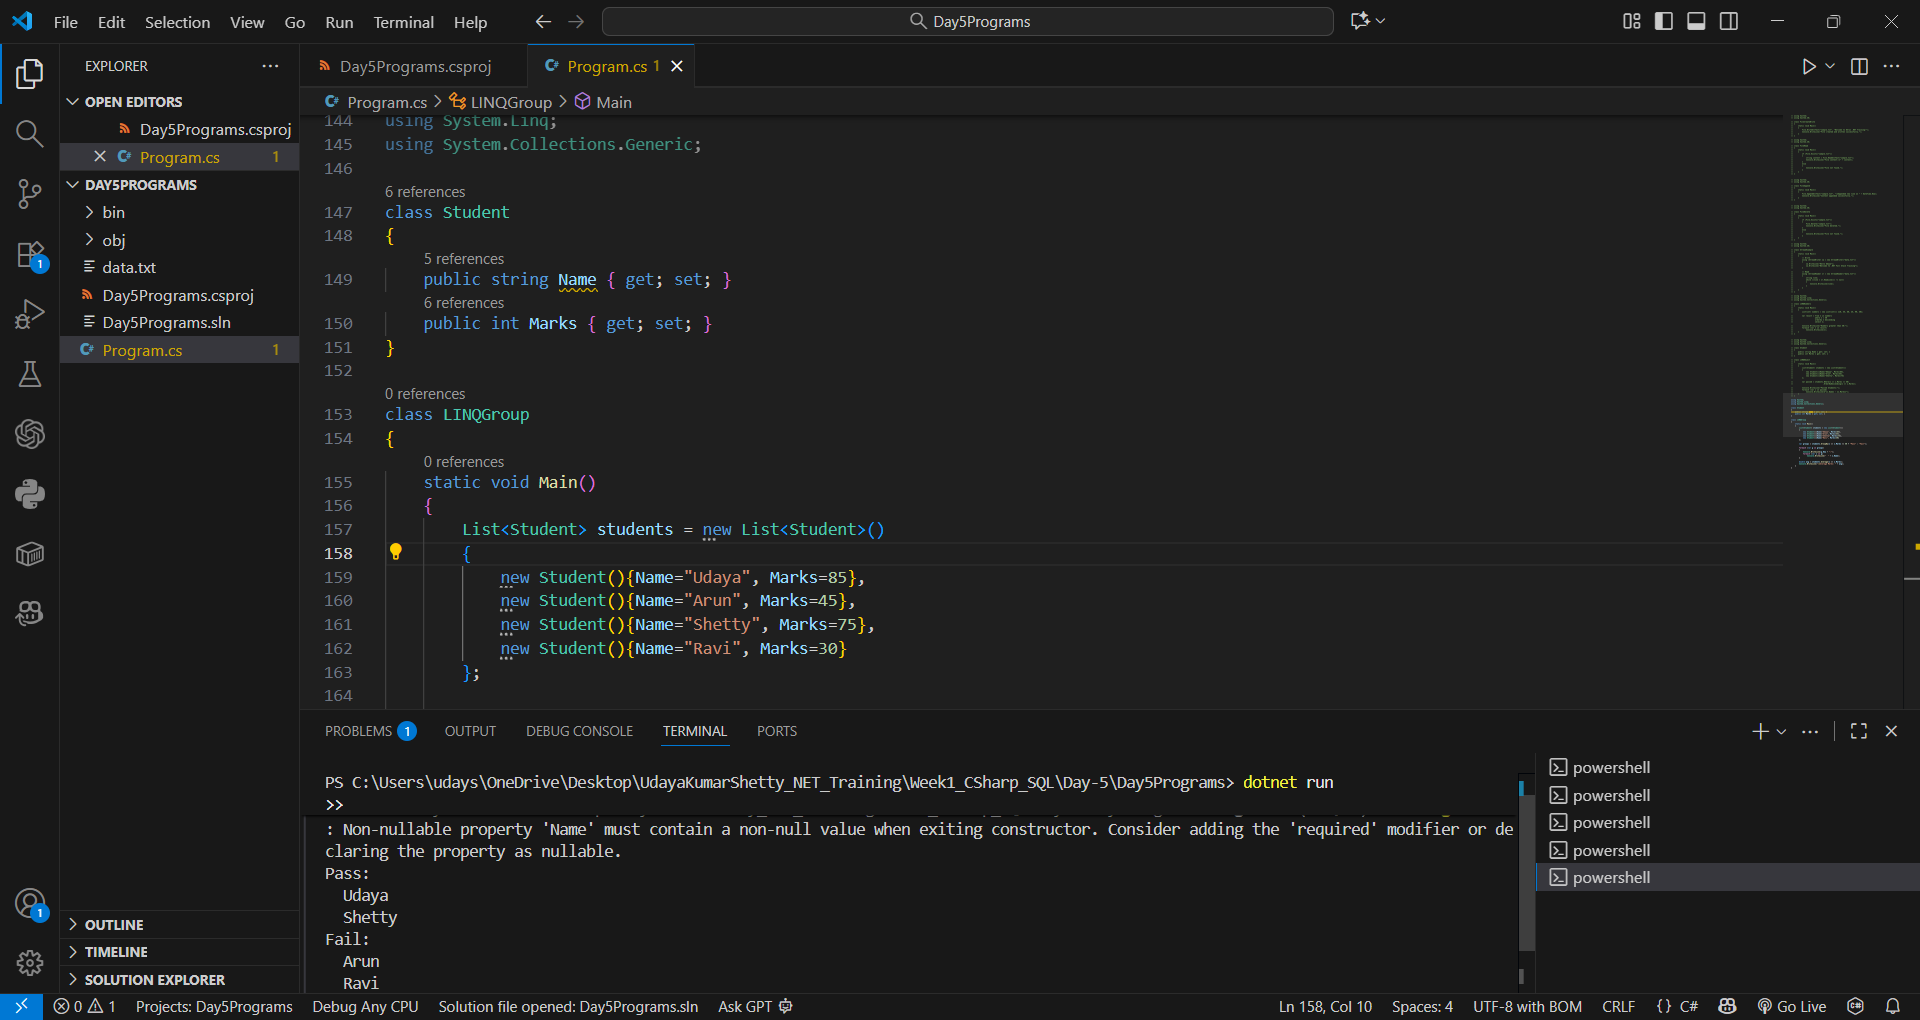 File Edit Selection View Go Run Terminal Help
Day5Programs
EXPLORER
OPEN EDITORS
Day5Programs.csproj
Program.cs 1
DAY5PROGRAMS
bin
obj
data.txt
Day5Programs.csproj
Day5Programs.sln
Program.cs 1
OUTLINE
TIMELINE
SOLUTION EXPLORER
1
1
Day5Programs.csproj
Program.cs 1
Program.cs > LINQGroup > Main
144 using System.Linq;
145 using System.Collections.Generic;
146
6 references
147 class Student
148 {
5 references
149 public string Name { get; set; }
6 references
150 public int Marks { get; set; }
151 }
152
0 references
153 class LINQGroup
154 {
0 references
155 static void Main()
156 {
157 List<Student> students = new List<Student>()
158 {
159 new Student(){Name="Udaya", Marks=85},
160 new Student(){Name="Arun", Marks=45},
161 new Student(){Name="Shetty", Marks=75},
162 new Student(){Name="Ravi", Marks=30}
163 };
164
PROBLEMS 1 OUTPUT DEBUG CONSOLE TERMINAL PORTS
PS C:\Users\udays\OneDrive\Desktop\UdayaKumarShetty_NET_Training\Week1_CSharp_SQL\Day-5\Day5Programs> dotnet run
>>
: Non-nullable property 'Name' must contain a non-null value when exiting constructor. Consider adding the 'required' modifier or de
claring the property as nullable.
Pass:
Udaya
Shetty
Fail:
Arun
Ravi
powershell
powershell
powershell
powershell
powershell
0 1 Projects: Day5Programs Debug Any CPU Solution file opened: Day5Programs.sln Ask GPT Ln 158, Col 10 Spaces: 4 UTF-8 with BOM CRLF {} C# Go Live